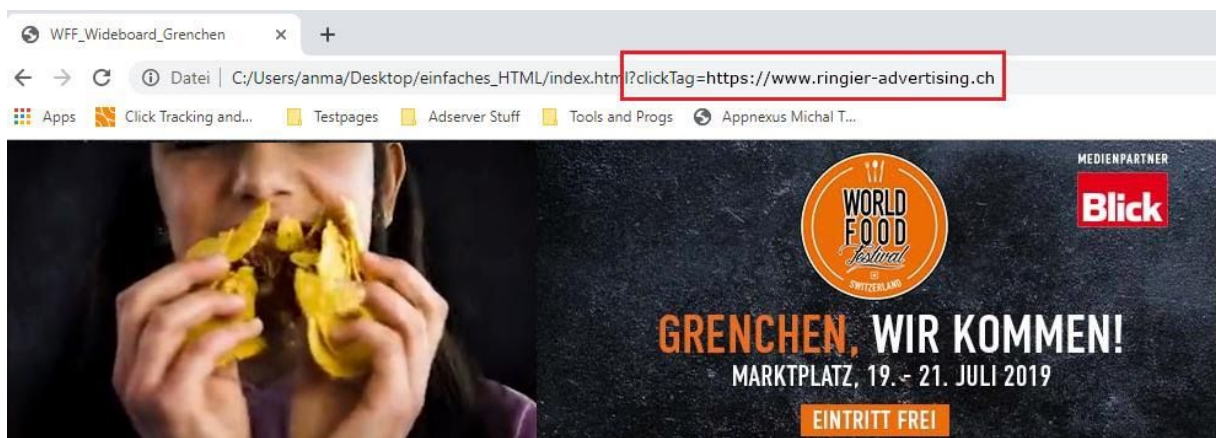 WFF_Wideboard_Grenchen
Datei | C:/Users/anma/Desktop/einfaches_HTML/index.html?clickTag=https://www.ringier-advertising.ch
Apps Click Tracking and... Testpages Adserver Stuff Tools and Progs Appnexus Michal T...
MEDIENPARTNER
Blick
WORLD
FOOD
Festival
SWITZERLAND
GRENCHEN, WIR KOMMEN!
MARKTPLATZ, 19. - 21. JULI 2019
EINTRITT FREI